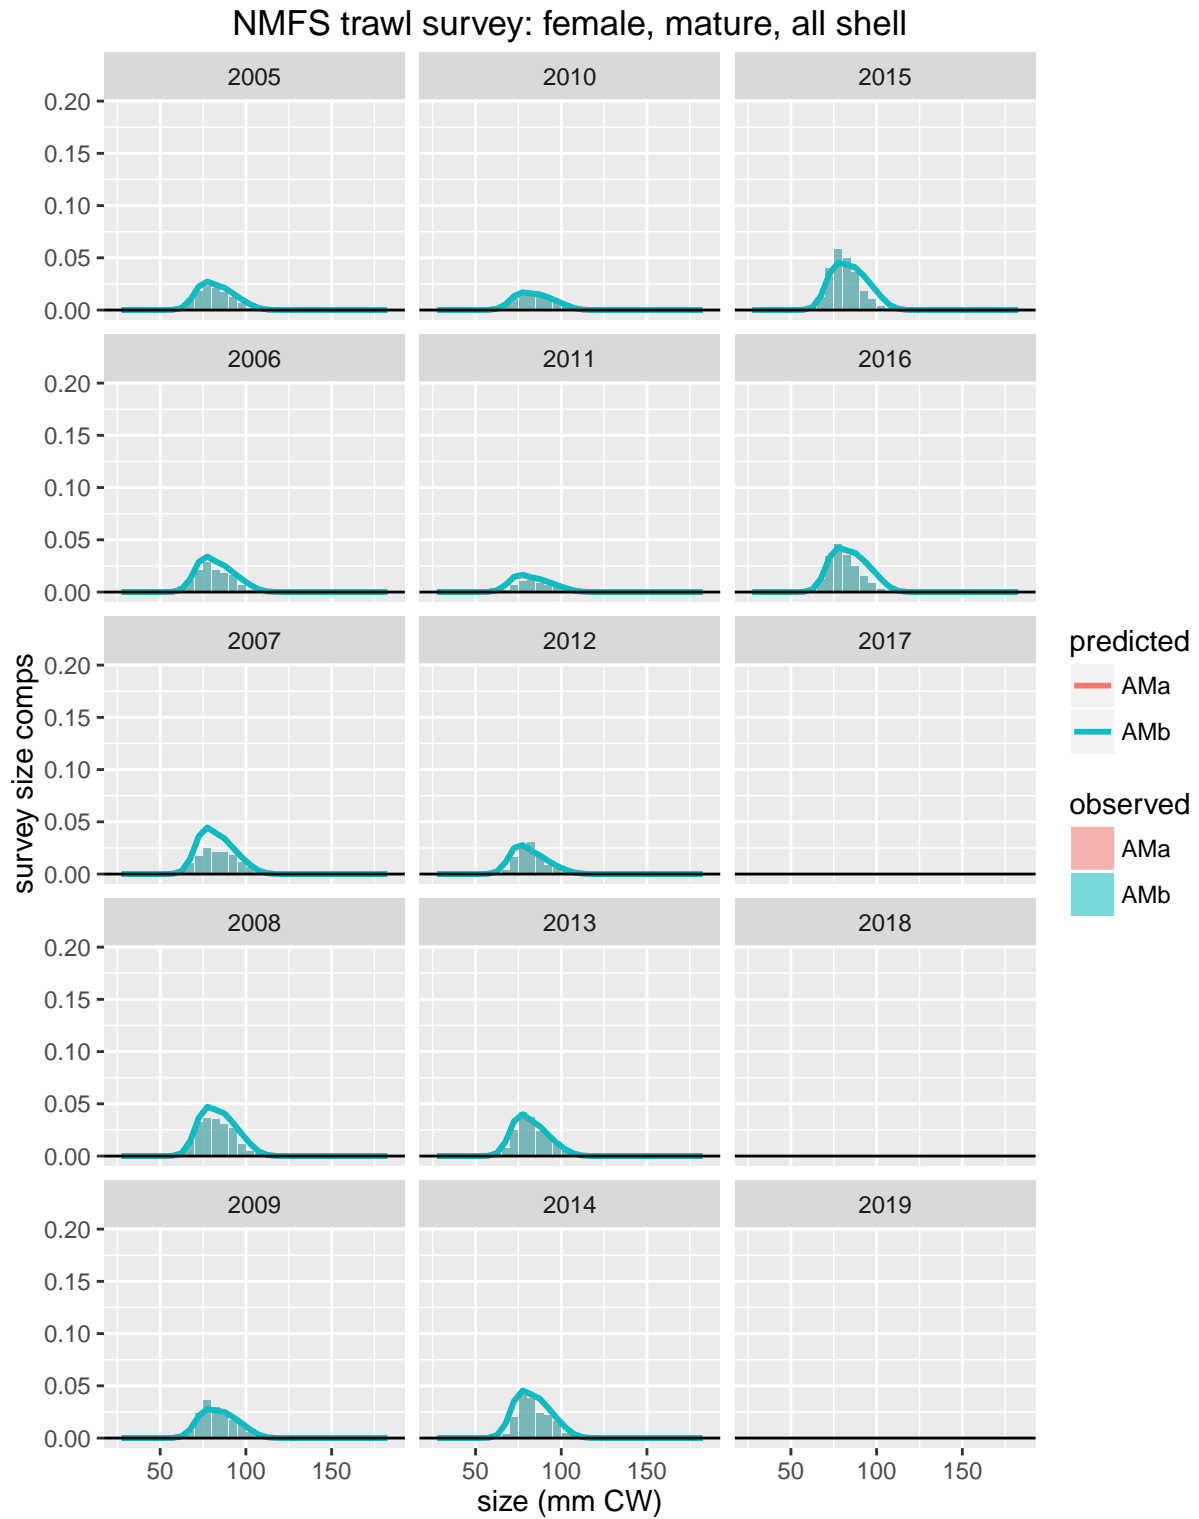 NMFS trawl survey: female, mature, all shell
2005 2010 2015
0.20
0.15
0.10
0.05
0.00
2006 2011 2016
0.20
0.15
0.10
0.05
0.00
2007 2012 2017
0.20
0.15
0.10
0.05
0.00
2008 2013 2018
0.20
0.15
0.10
0.05
0.00
2009 2014 2019
0.20
0.15
0.10
0.05
0.00
50 100 150 50 100 150 50 100 150
size (mm CW)
survey size comps
predicted
AMa
AMb
observed
AMa
AMb